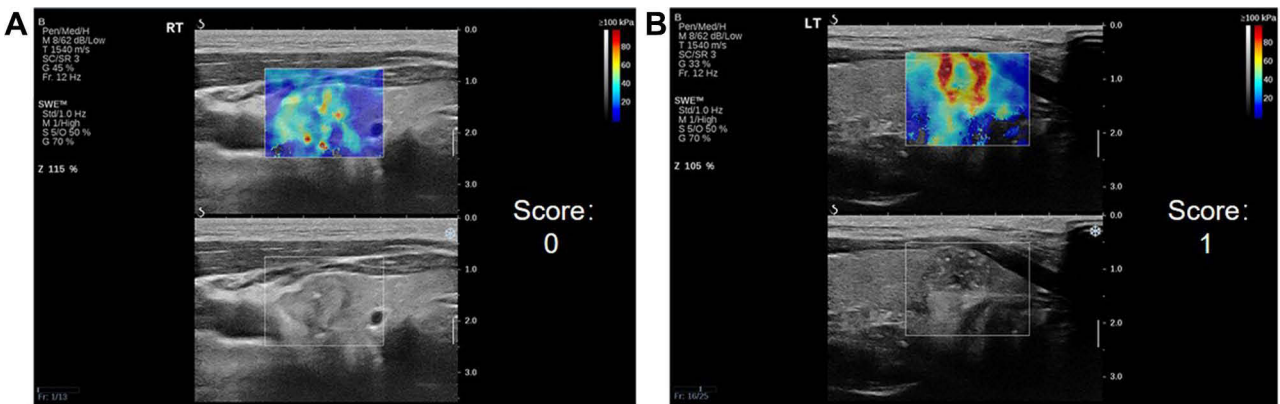 A
B
Pen/Med/H
M 8/62 dB/Low
T 1540 m/s
SC/SR 3
G 45 %
Fr. 12 Hz
SWE™
Std/1.0 Hz
M 1/High
S 5/O 50 %
G 70 %
Z 115 %
Fr: 1/13
RT
0.0
1.0
2.0
3.0
0.0
1.0
2.0
3.0
≥100 kPa
80
60
40
20
Score:
0
B
B
Pen/Med/H
M 8/62 dB/Low
T 1540 m/s
SC/SR 3
G 33 %
Fr. 12 Hz
SWE™
Std/1.0 Hz
M 1/High
S 5/O 50 %
G 70 %
Z 105 %
Fr: 16/25
LT
0.0
1.0
2.0
3.0
0.0
1.0
2.0
3.0
≥100 kPa
80
60
40
20
Score:
1